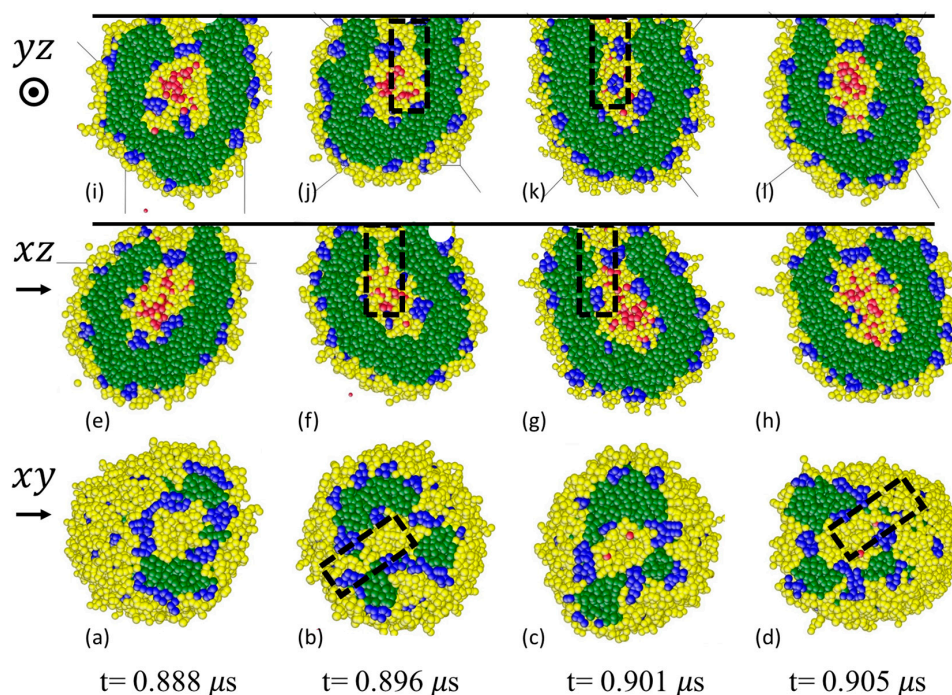 yz
(i) (j) (k) (l)
xz
(e) (f) (g) (h)
xy
(a) (b) (c) (d)
t= 0.888 μs t= 0.896 μs t= 0.901 μs t= 0.905 μs